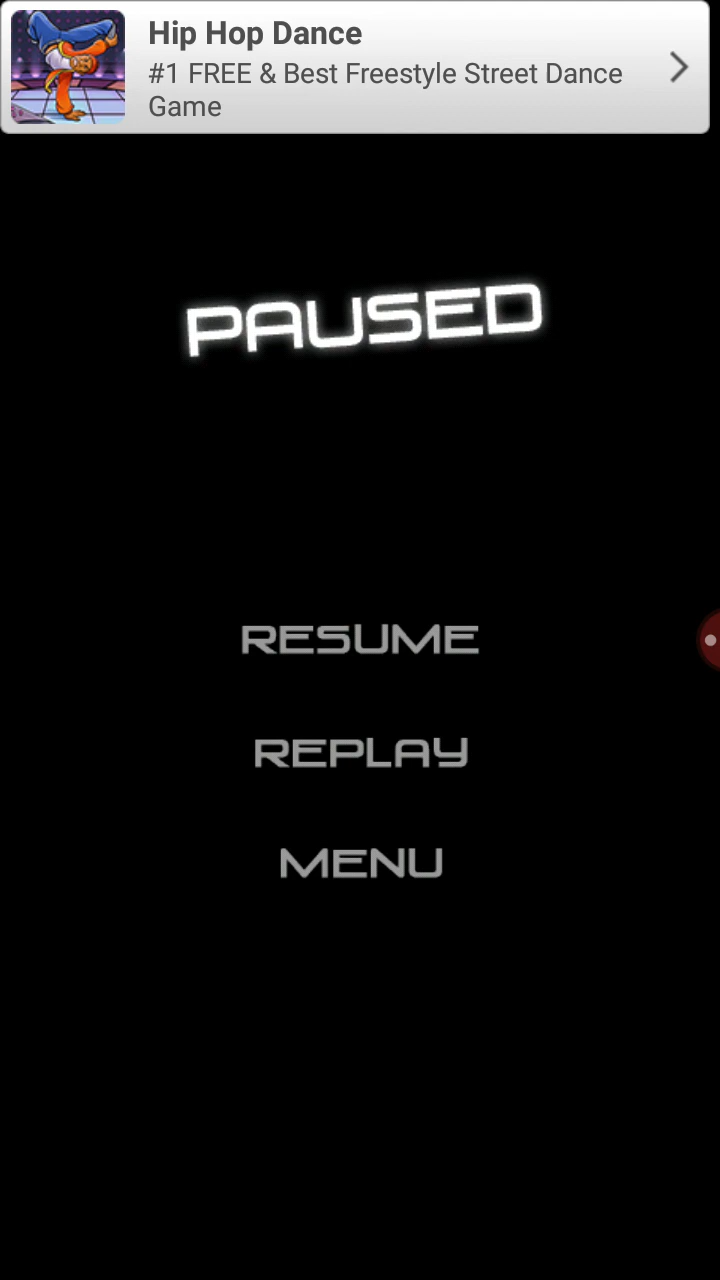 Hip Hop Dance
#1 FREE & Best Freestyle Street Dance
Game
PAUSED
RESUME
REPLAY
MENU